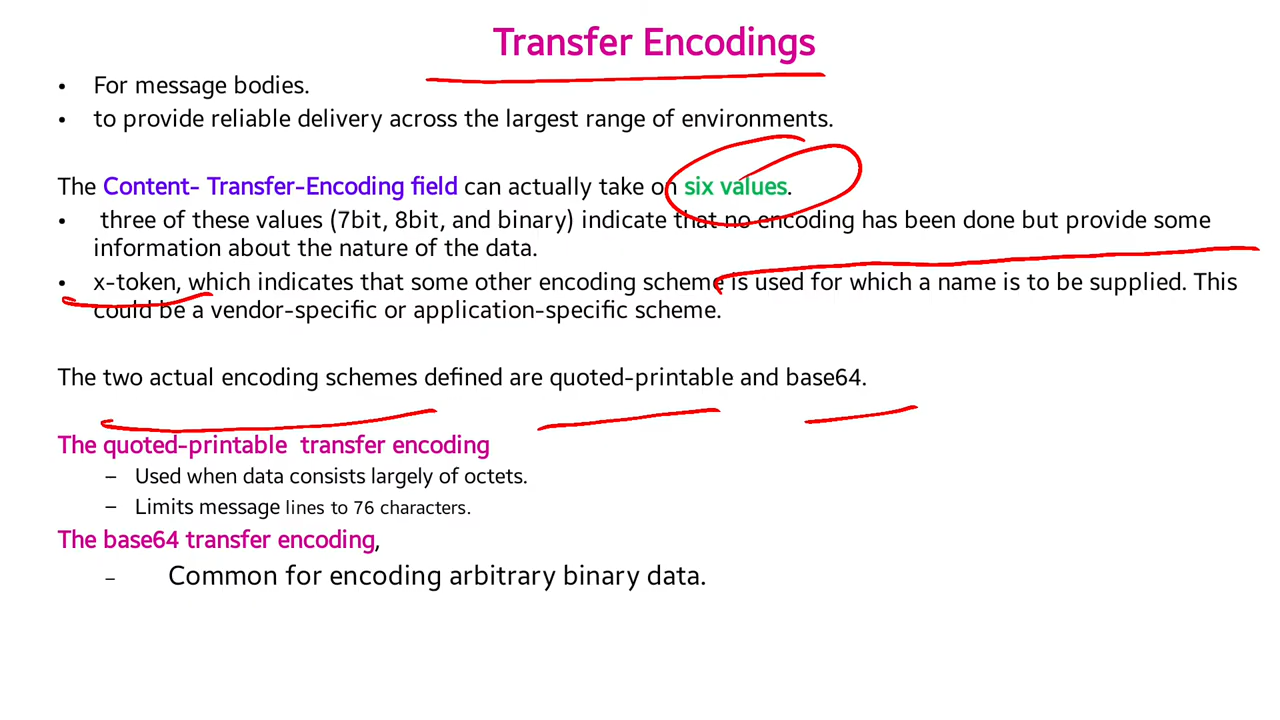 Transfer Encodings
• For message bodies.
• to provide reliable delivery across the largest range of environments.
The Content- Transfer-Encoding field can actually take on six values.
• three of these values (7bit, 8bit, and binary) indicate that no encoding has been done but provide some
information about the nature of the data.
• x-token, which indicates that some other encoding scheme is used for which a name is to be supplied. This
could be a vendor-specific or application-specific scheme.
The two actual encoding schemes defined are quoted-printable and base64.
The quoted-printable transfer encoding
– Used when data consists largely of octets.
– Limits message lines to 76 characters.
The base64 transfer encoding,
– Common for encoding arbitrary binary data.